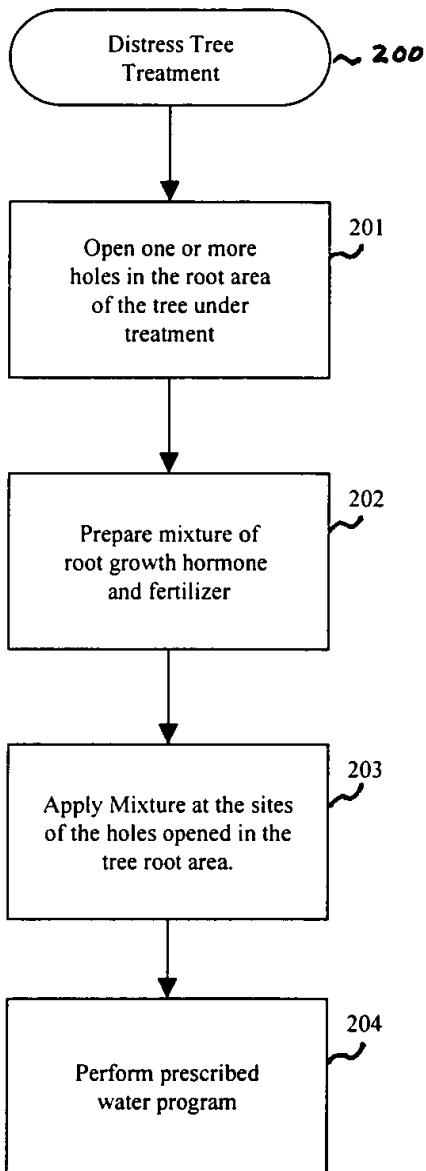 Distress Tree
Treatment
200
201
Open one or more
holes in the root area
of the tree under
treatment
202
Prepare mixture of
root growth hormone
and fertilizer
203
Apply Mixture at the sites
of the holes opened in the
tree root area.
204
Perform prescribed
water program